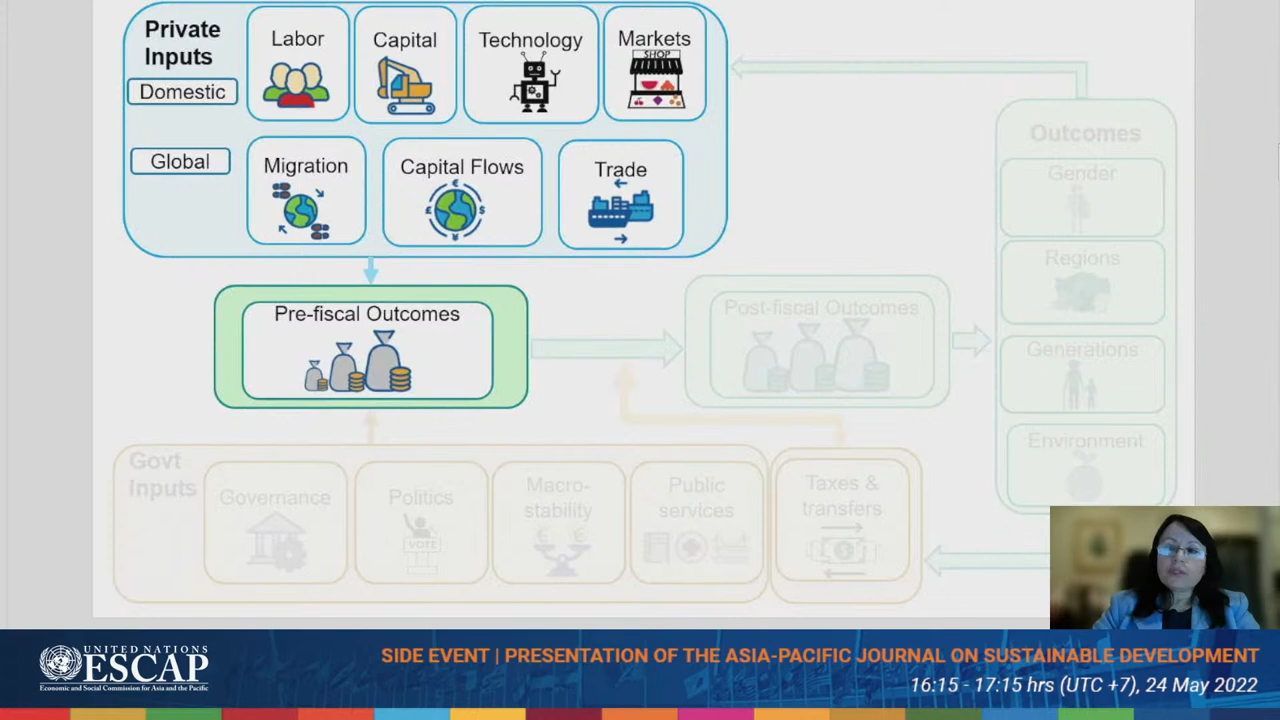 Private
Inputs
Domestic
Labor
Capital
Technology
Markets
SHOP
Global
Migration
Capital Flows
Trade
Pre-fiscal Outcomes
Post-fiscal Outcomes
Outcomes
Gender
Regions
Generations
Environment
Govt
Inputs
Governance
Politics
VOTE
Macro-
stability
Public
services
Taxes &
transfers
UNITED NATIONS
ESCAP
Economic and Social Commission for Asia and the Pacific
SIDE EVENT | PRESENTATION OF THE ASIA-PACIFIC JOURNAL ON SUSTAINABLE DEVELOPMENT
16:15 - 17:15 hrs (UTC +7), 24 May 2022